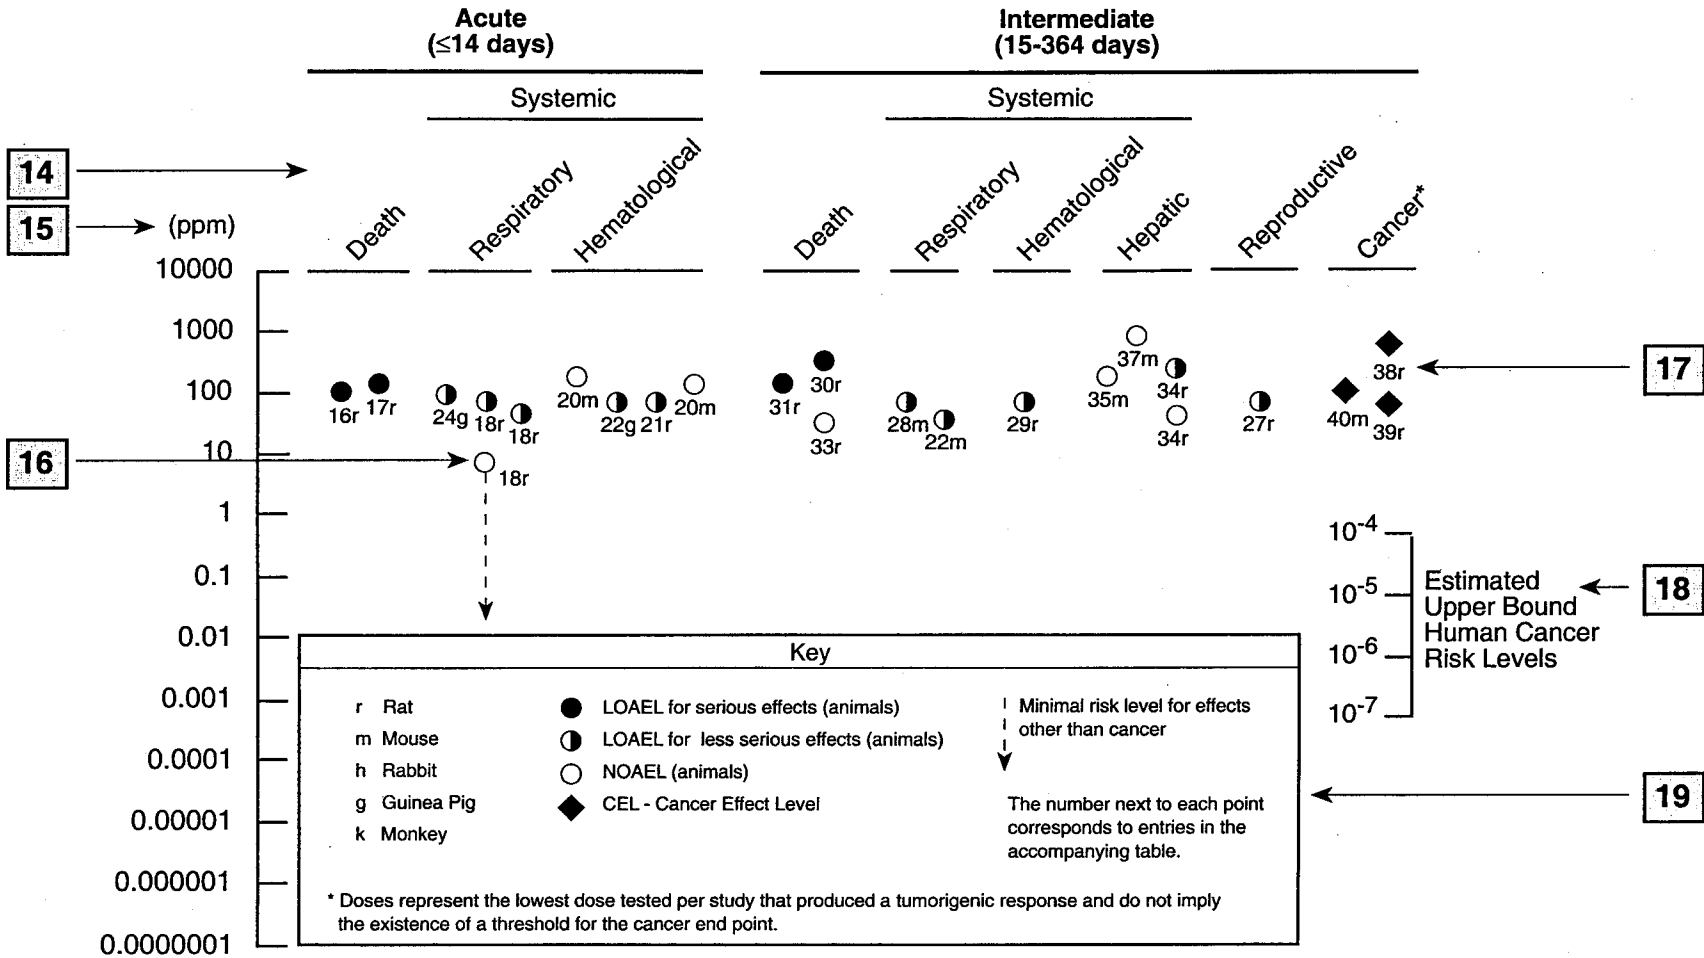 Acute
(≤14 days)
Intermediate
(15-364 days)
Systemic
Systemic
14
15
(ppm)
Death
Respiratory
Hematological
Death
Respiratory
Hematological
Hepatic
Reproductive
Cancer*
10000
1000
100
10
1
0.1
0.01
0.001
0.0001
0.00001
0.000001
0.0000001
16r
17r
24g
18r
18r
18r
20m
22g
21r
20m
31r
30r
33r
28m
22m
29r
35m
37m
34r
34r
27r
40m
38r
39r
16
17
10-4
10-5
10-6
10-7
Estimated
Upper Bound
Human Cancer
Risk Levels
18
19
Key
r Rat
m Mouse
h Rabbit
g Guinea Pig
k Monkey
LOAEL for serious effects (animals)
LOAEL for less serious effects (animals)
NOAEL (animals)
CEL - Cancer Effect Level
Minimal risk level for effects
other than cancer
The number next to each point
corresponds to entries in the
accompanying table.
* Doses represent the lowest dose tested per study that produced a tumorigenic response and do not imply
the existence of a threshold for the cancer end point.